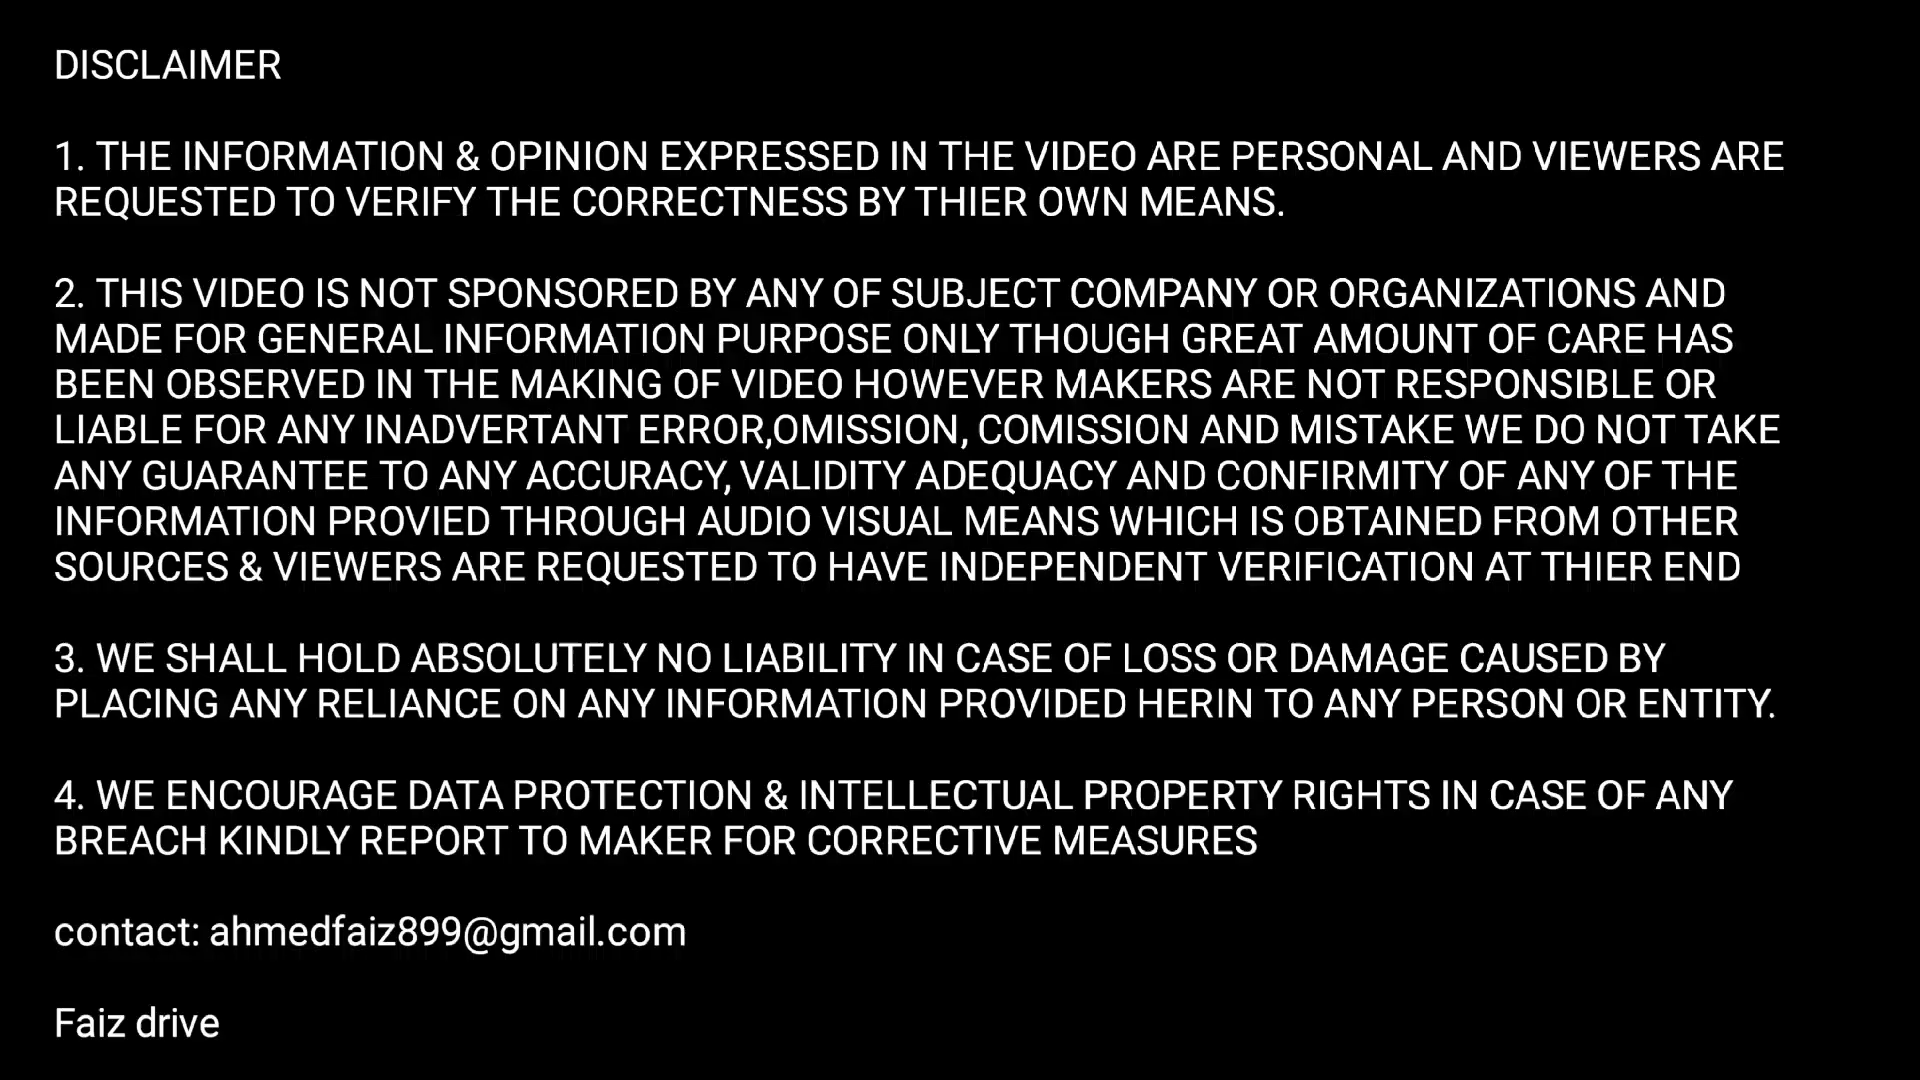 DISCLAIMER
1. THE INFORMATION & OPINION EXPRESSED IN THE VIDEO ARE PERSONAL AND VIEWERS ARE
REQUESTED TO VERIFY THE CORRECTNESS BY THIER OWN MEANS.
2. THIS VIDEO IS NOT SPONSORED BY ANY OF SUBJECT COMPANY OR ORGANIZATIONS AND
MADE FOR GENERAL INFORMATION PURPOSE ONLY THOUGH GREAT AMOUNT OF CARE HAS
BEEN OBSERVED IN THE MAKING OF VIDEO HOWEVER MAKERS ARE NOT RESPONSIBLE OR
LIABLE FOR ANY INADVERTANT ERROR,OMISSION, COMISSION AND MISTAKE WE DO NOT TAKE
ANY GUARANTEE TO ANY ACCURACY, VALIDITY ADEQUACY AND CONFIRMITY OF ANY OF THE
INFORMATION PROVIED THROUGH AUDIO VISUAL MEANS WHICH IS OBTAINED FROM OTHER
SOURCES & VIEWERS ARE REQUESTED TO HAVE INDEPENDENT VERIFICATION AT THIER END
3. WE SHALL HOLD ABSOLUTELY NO LIABILITY IN CASE OF LOSS OR DAMAGE CAUSED BY
PLACING ANY RELIANCE ON ANY INFORMATION PROVIDED HERIN TO ANY PERSON OR ENTITY.
4. WE ENCOURAGE DATA PROTECTION & INTELLECTUAL PROPERTY RIGHTS IN CASE OF ANY
BREACH KINDLY REPORT TO MAKER FOR CORRECTIVE MEASURES
contact: ahmedfaiz899@gmail.com
Faiz drive